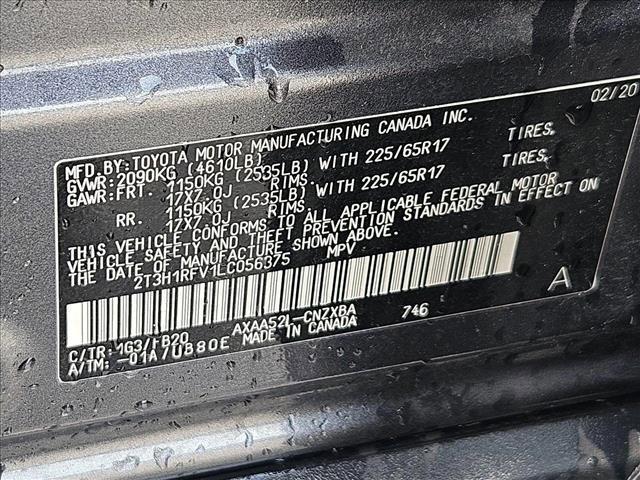 02/20
MFD.BY:TOYOTA MOTOR MANUFACTURING CANADA INC.
GVWR:2090KG (4610LB)
GAWR:FRT. 1150KG (2535LB) WITH 225/65R17 TIRES,
17X7.0J RIMS
RR. 1150KG (2535LB) WITH 225/65R17 TIRES,
17X7.0J RIMS
THIS VEHICLE CONFORMS TO ALL APPLICABLE FEDERAL MOTOR
VEHICLE SAFETY AND THEFT PREVENTION STANDARDS IN EFFECT ON
THE DATE OF MANUFACTURE SHOWN ABOVE.
2T3H1RFV1LC056375 MPV
A
C/TR: 1G3/FB20 AXAA52L-CNZXBA 746
A/TM: -01A/UB80E MADE IN CANADA